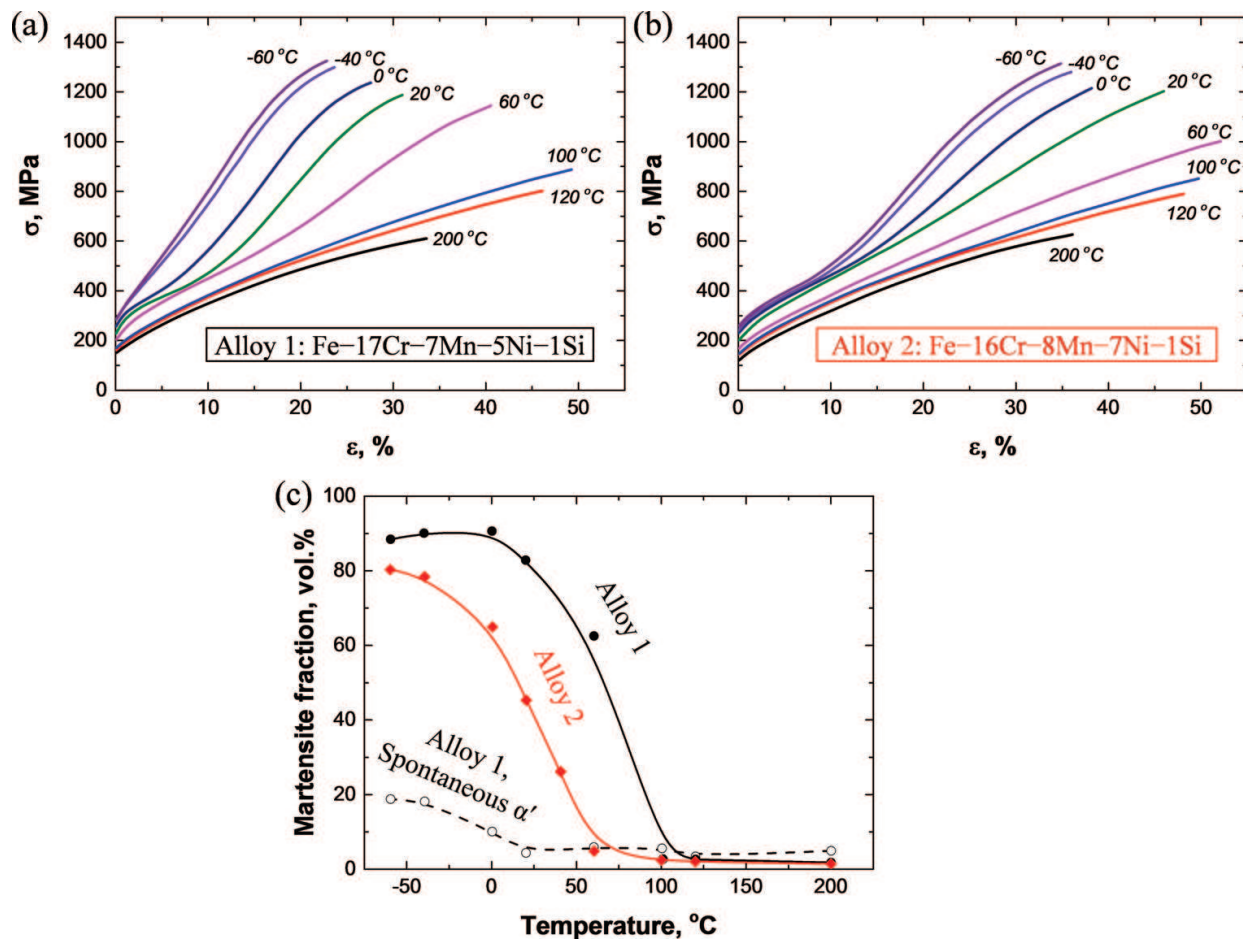 (a)
1400
1200
1000
800
600
400
200
0
σ, MPa
-60 °C
-40 °C
0 °C
20 °C
60 °C
100 °C
120 °C
200 °C
Alloy 1: Fe−17Cr−7Mn−5Ni−1Si
0 10 20 30 40 50
ε, %
(b)
1400
1200
1000
800
600
400
200
0
σ, MPa
-60 °C
-40 °C
0 °C
20 °C
60 °C
100 °C
120 °C
200 °C
Alloy 2: Fe−16Cr−8Mn−7Ni−1Si
0 10 20 30 40 50 60
ε, %
(c)
100
80
60
40
20
0
Martensite fraction, vol.%
Alloy 1
Alloy 2
Alloy 1,
Spontaneous α′
-50 0 50 100 150 200
Temperature, °C